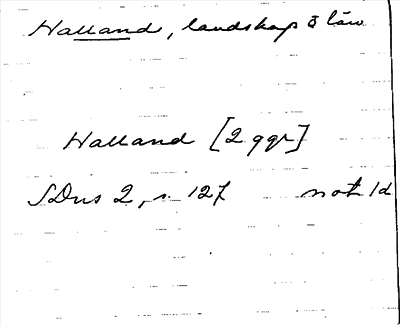 Halland, landskap o län
Halland [2 ggr]
SDns 2, s. 127 not 1d